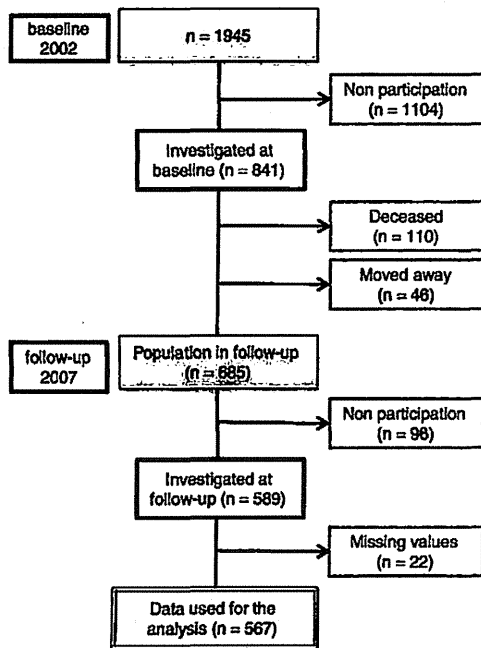 baseline
2002
n = 1945
Non participation
(n = 1104)
Investigated at
baseline (n = 841)
Deceased
(n = 110)
Moved away
(n = 46)
follow-up
2007
Population in follow-up
(n = 685)
Non participation
(n = 96)
Investigated at
follow-up (n = 589)
Missing values
(n = 22)
Data used for the
analysis (n = 567)